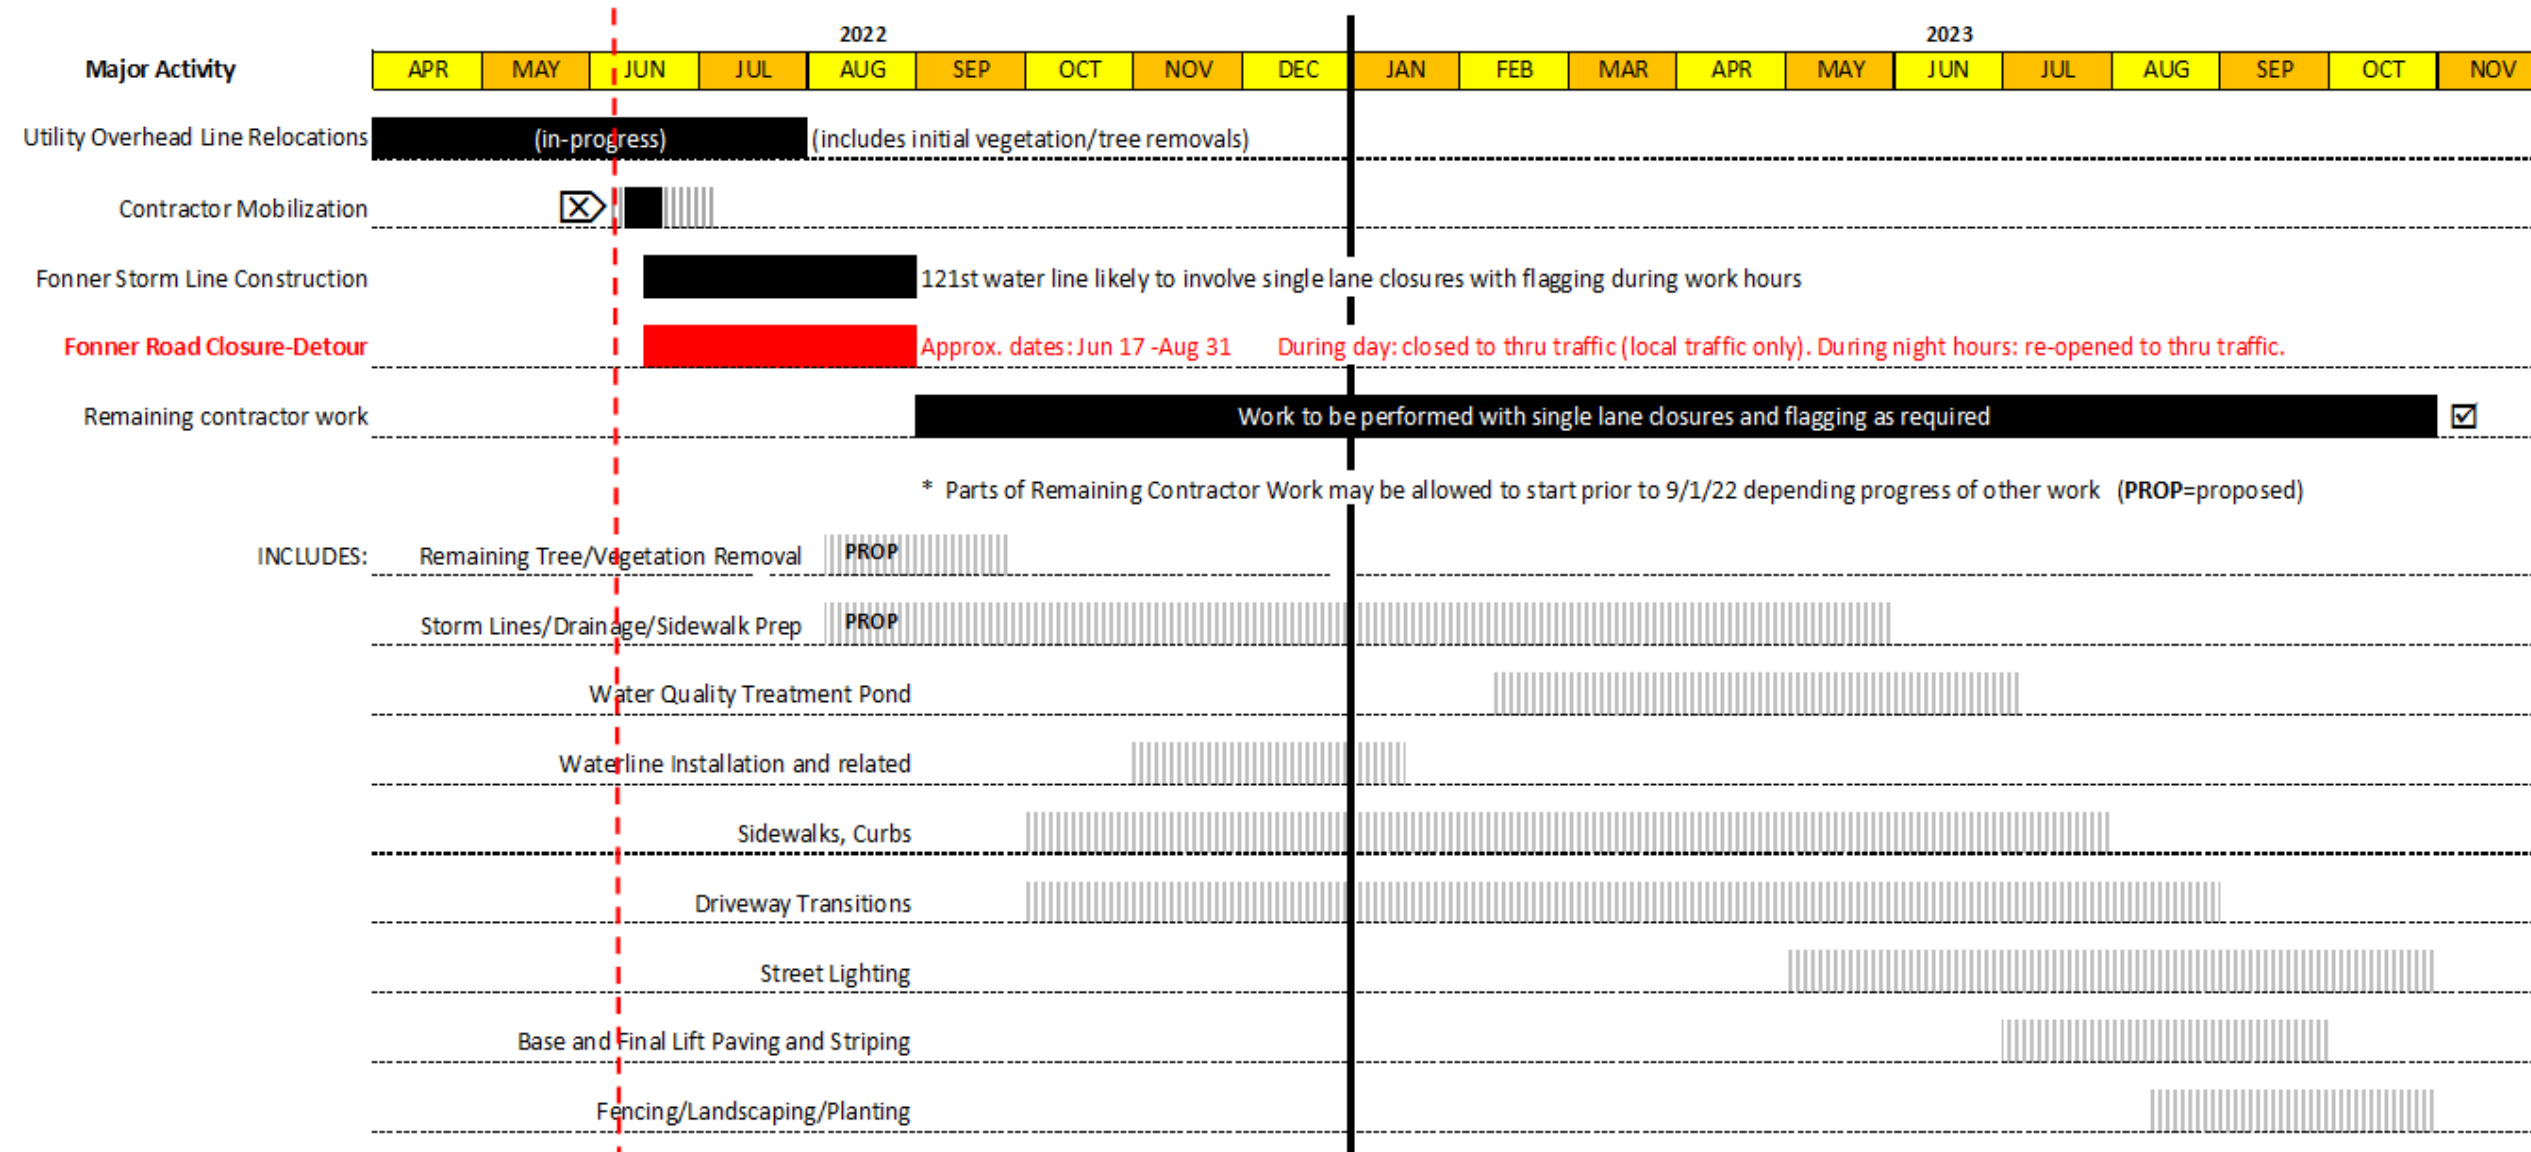 2022 2023
Major Activity APR MAY JUN JUL AUG SEP OCT NOV DEC JAN FEB MAR APR MAY JUN JUL AUG SEP OCT NOV
Utility Overhead Line Relocations (in-progress) (includes initial vegetation/tree removals)
Contractor Mobilization
Fonner Storm Line Construction 121st water line likely to involve single lane closures with flagging during work hours
Fonner Road Closure-Detour Approx. dates: Jun 17 -Aug 31 During day: closed to thru traffic (local traffic only). During night hours: re-opened to thru traffic.
Remaining contractor work Work to be performed with single lane closures and flagging as required
* Parts of Remaining Contractor Work may be allowed to start prior to 9/1/22 depending progress of other work (PROP=proposed)
INCLUDES: Remaining Tree/Vegetation Removal PROP
Storm Lines/Drainage/Sidewalk Prep PROP
Water Quality Treatment Pond
Waterline Installation and related
Sidewalks, Curbs
Driveway Transitions
Street Lighting
Base and Final Lift Paving and Striping
Fencing/Landscaping/Planting